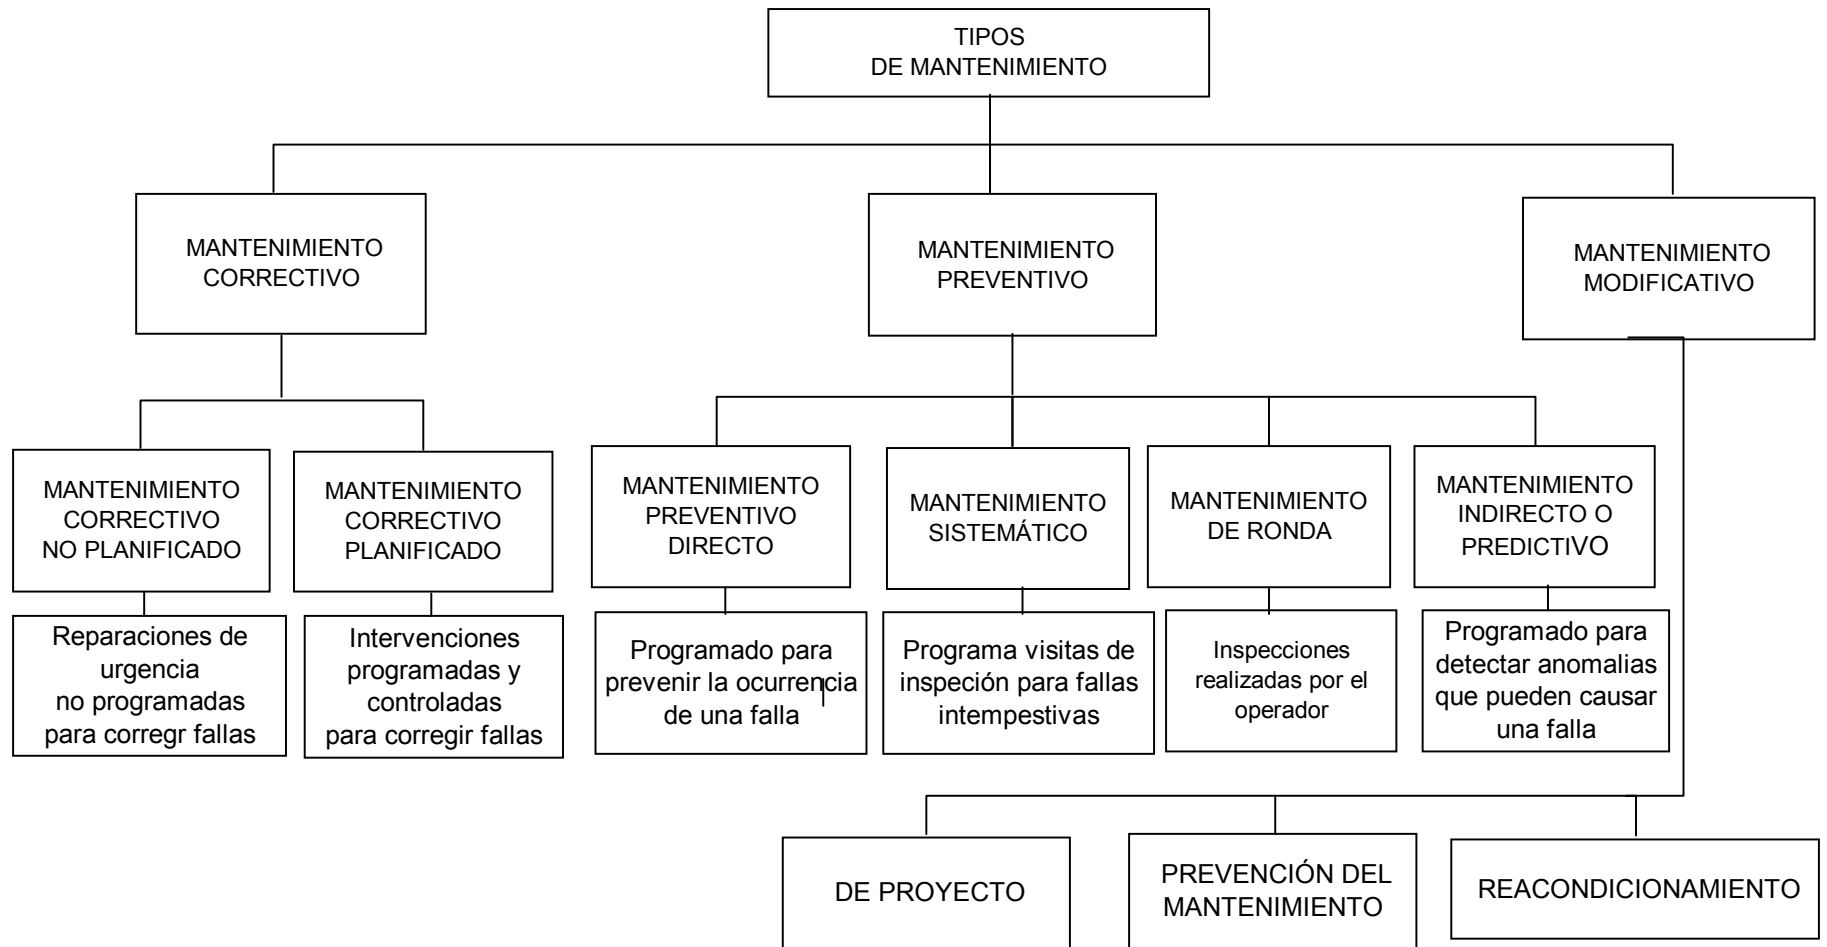 TIPOS
DE MANTENIMIENTO
MANTENIMIENTO
CORRECTIVO
MANTENIMIENTO
PREVENTIVO
MANTENIMIENTO
MODIFICATIVO
MANTENIMIENTO
CORRECTIVO
NO PLANIFICADO
MANTENIMIENTO
CORRECTIVO
PLANIFICADO
MANTENIMIENTO
PREVENTIVO
DIRECTO
MANTENIMIENTO
SISTEMÁTICO
MANTENIMIENTO
DE RONDA
MANTENIMIENTO
INDIRECTO O
PREDICTIVO
Reparaciones de
urgencia
no programadas
para corregr fallas
Intervenciones
programadas y
controladas
para corregir fallas
Programado para
prevenir la ocurrencia
de una falla
Programa visitas de
inspeción para fallas
intempestivas
Inspecciones
realizadas por el
operador
Programado para
detectar anomalias
que pueden causar
una falla
DE PROYECTO
PREVENCIÓN DEL
MANTENIMIENTO
REACONDICIONAMIENTO